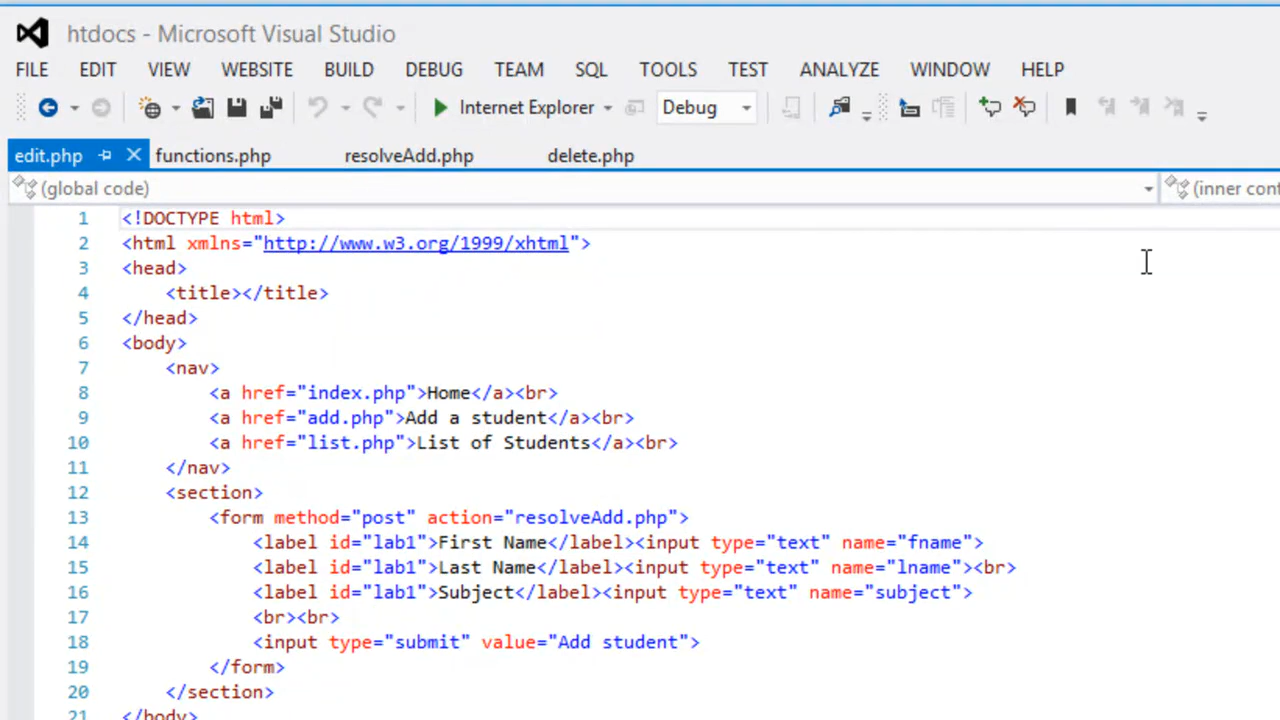 htdocs - Microsoft Visual Studio
FILE EDIT VIEW WEBSITE BUILD DEBUG TEAM SQL TOOLS TEST ANALYZE WINDOW HELP
Internet Explorer Debug
edit.php functions.php resolveAdd.php delete.php
(global code) (inner cont
1 <!DOCTYPE html>
2 <html xmlns="http://www.w3.org/1999/xhtml">
3 <head>
4 <title></title>
5 </head>
6 <body>
7 <nav>
8 <a href="index.php">Home</a><br>
9 <a href="add.php">Add a student</a><br>
10 <a href="list.php">List of Students</a><br>
11 </nav>
12 <section>
13 <form method="post" action="resolveAdd.php">
14 <label id="lab1">First Name</label><input type="text" name="fname">
15 <label id="lab1">Last Name</label><input type="text" name="lname"><br>
16 <label id="lab1">Subject</label><input type="text" name="subject">
17 <br><br>
18 <input type="submit" value="Add student">
19 </form>
20 </section>
21 </body>